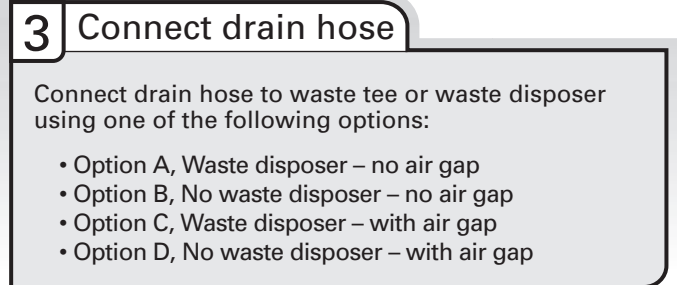 3 Connect drain hose
Connect drain hose to waste tee or waste disposer
using one of the following options:
• Option A, Waste disposer – no air gap
• Option B, No waste disposer – no air gap
• Option C, Waste disposer – with air gap
• Option D, No waste disposer – with air gap